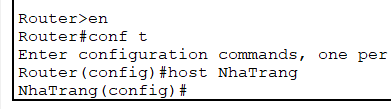 Router>en
Router#conf t
Enter configuration commands, one per
Router(config)#host NhaTrang
NhaTrang(config)#